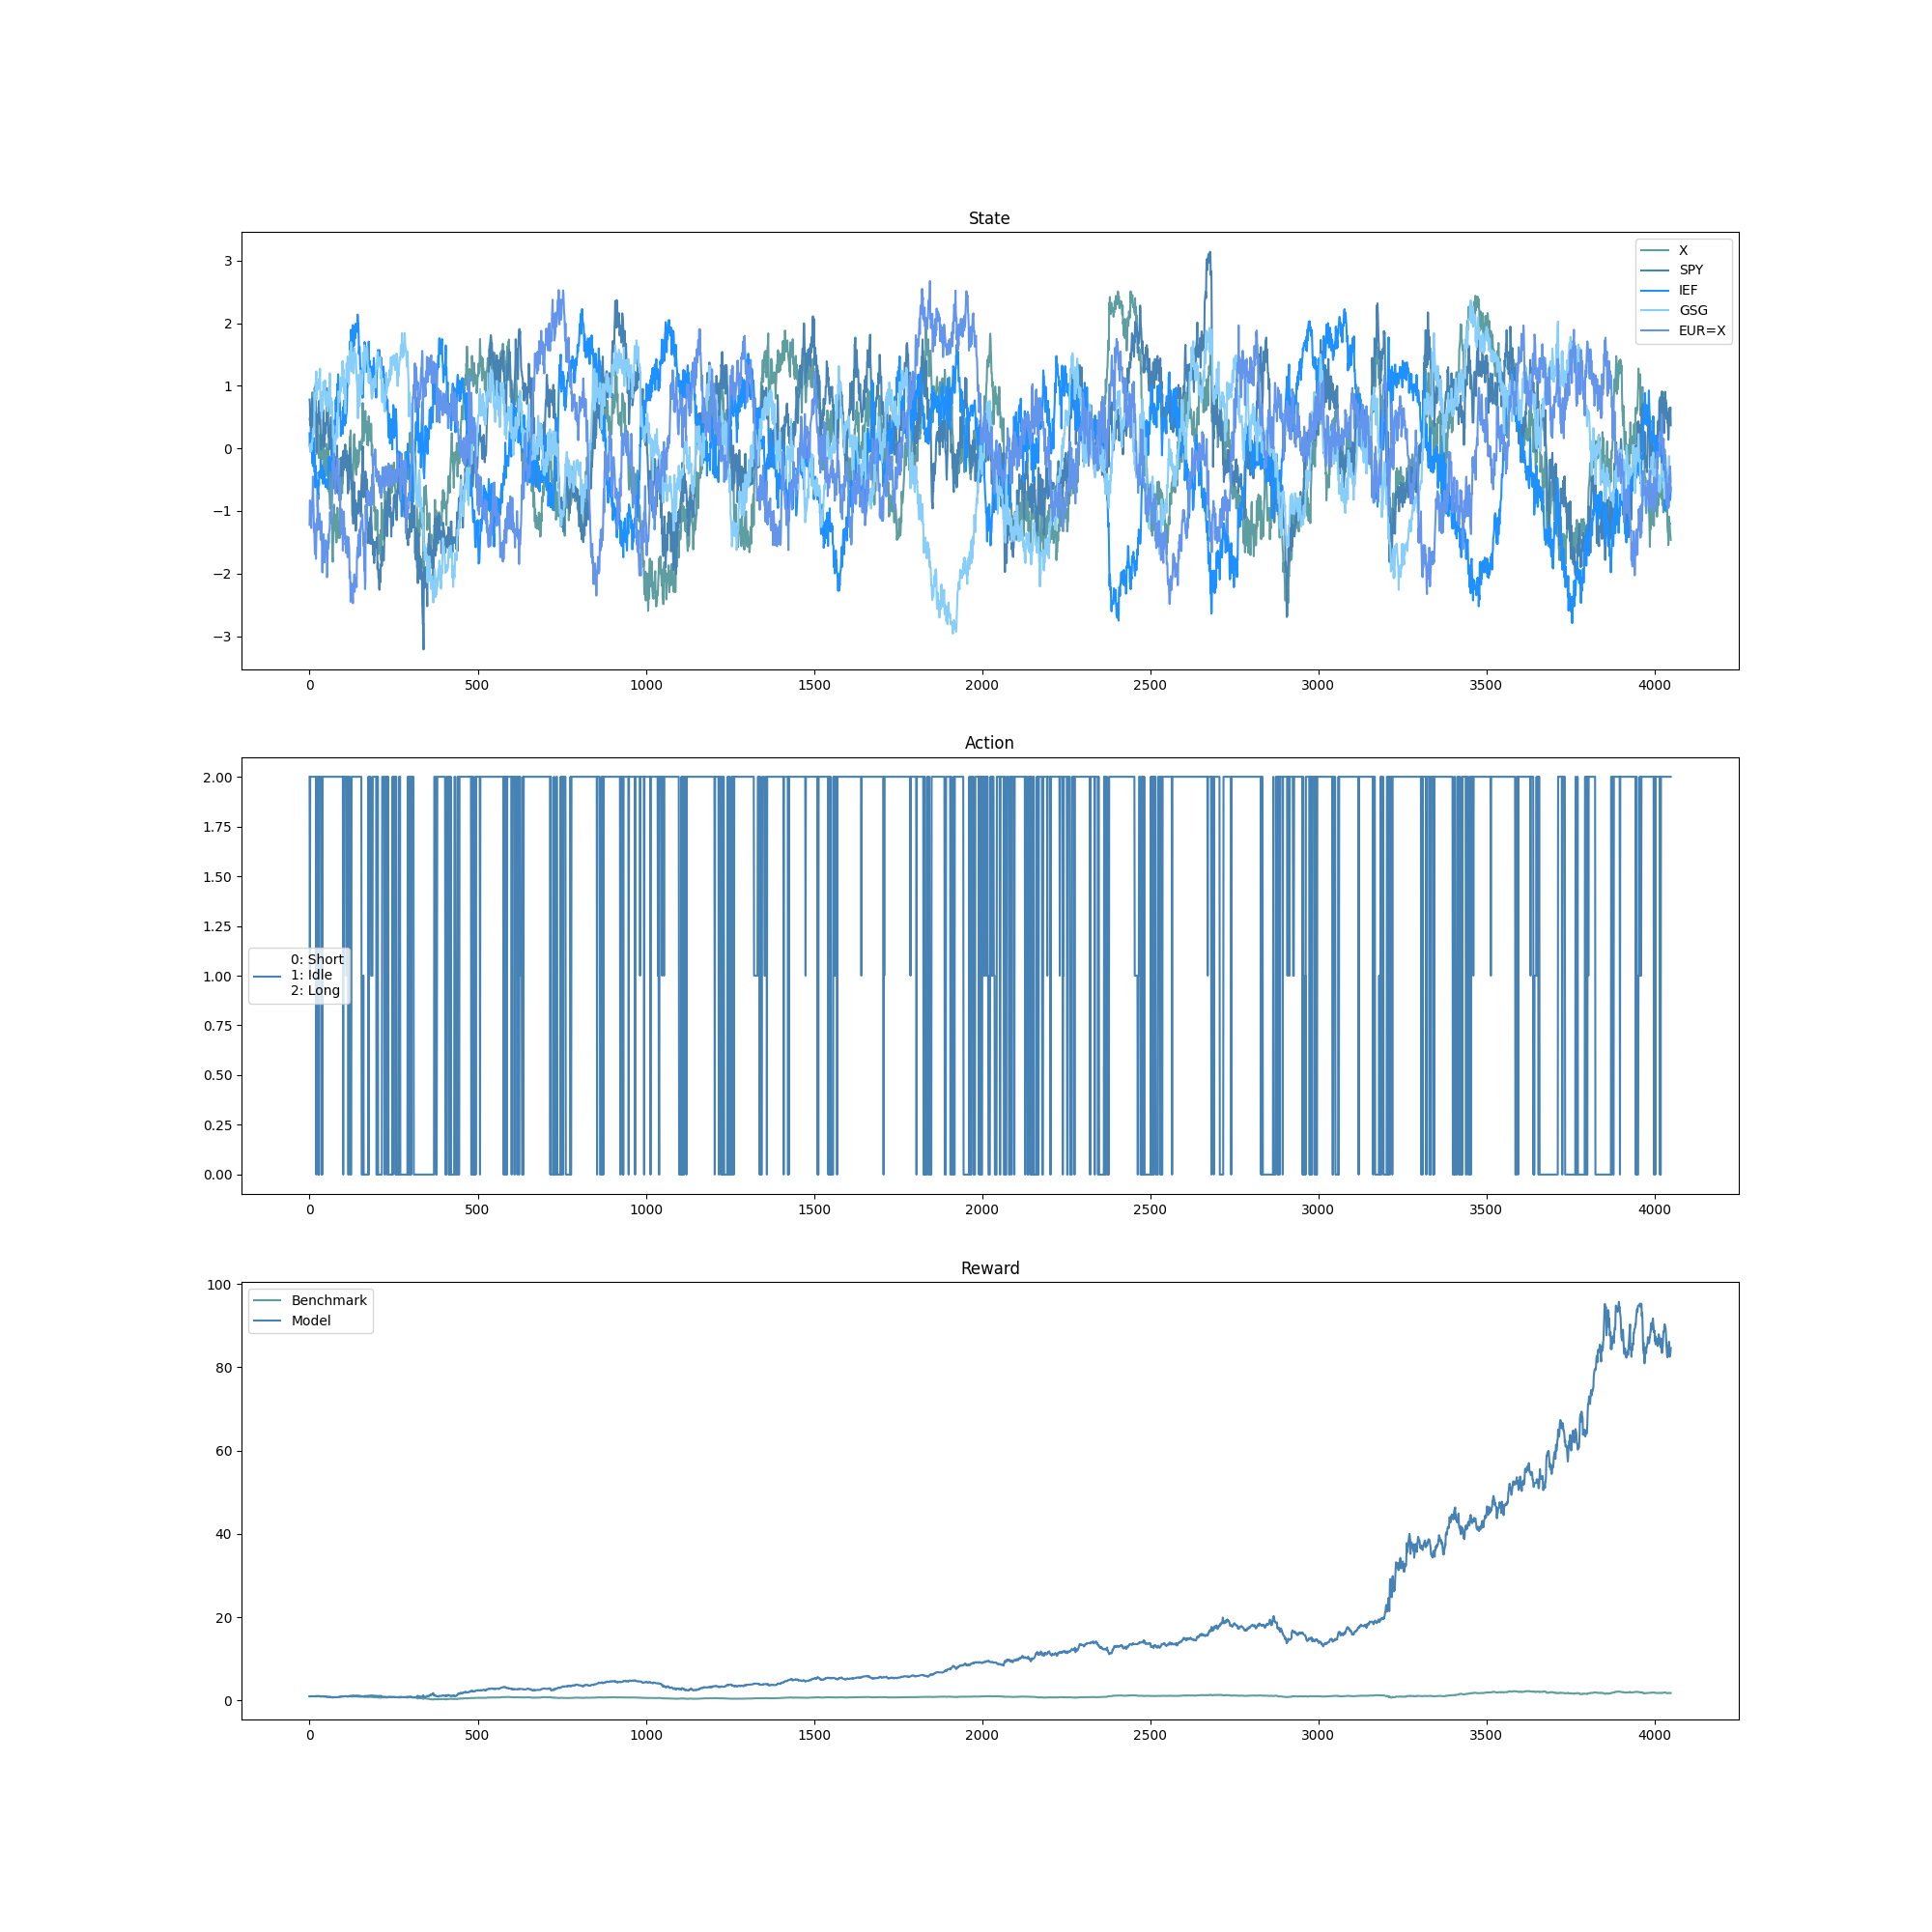 State
3
2
1
0
−1
−2
−3
X
SPY
IEF
GSG
EUR=X
0 500 1000 1500 2000 2500 3000 3500 4000
Action
2.00
1.75
1.50
1.25
1.00
0.75
0.50
0.25
0.00
0: Short
1: Idle
2: Long
0 500 1000 1500 2000 2500 3000 3500 4000
Reward
100
80
60
40
20
0
Benchmark
Model
0 500 1000 1500 2000 2500 3000 3500 4000